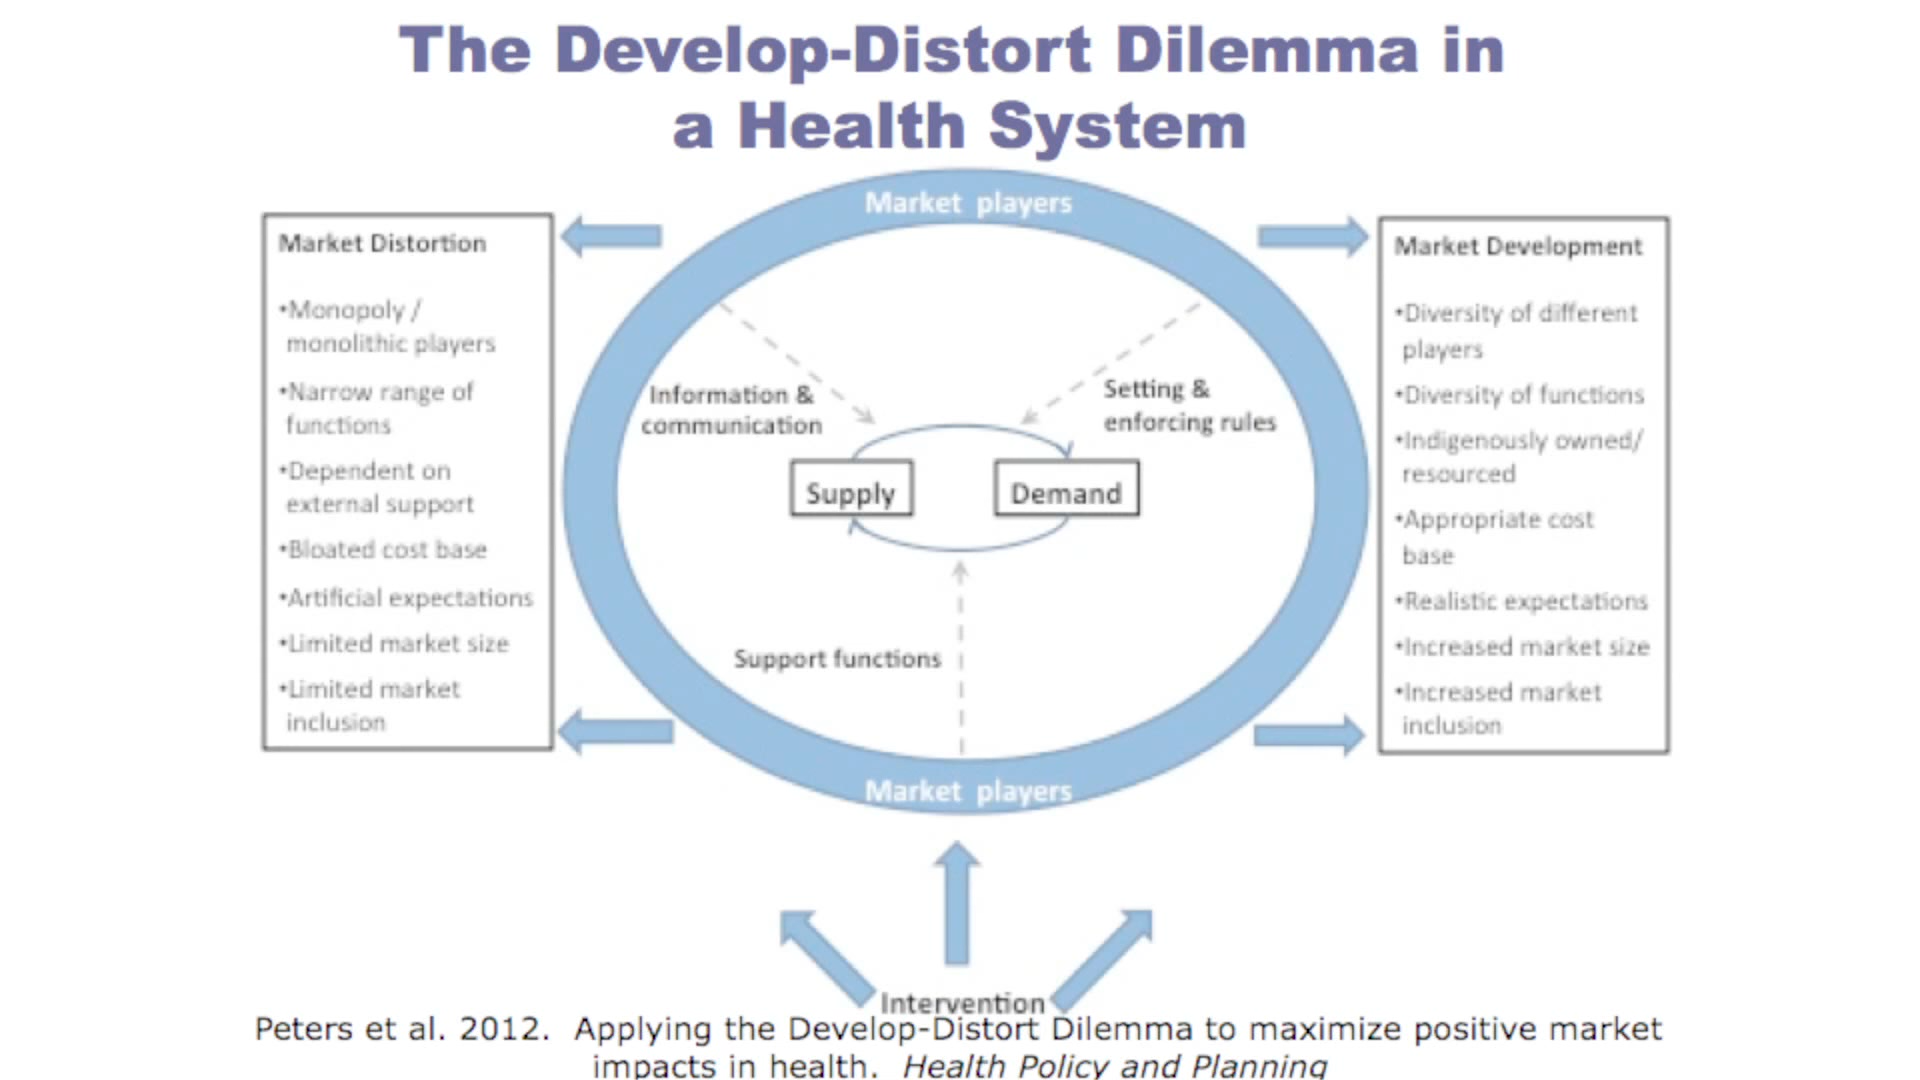 The Develop-Distort Dilemma in
a Health System
Market players
Market Distortion
•Monopoly /
monolithic players
•Narrow range of
functions
•Dependent on
external support
•Bloated cost base
•Artificial expectations
•Limited market size
•Limited market
inclusion
Information &
communication
Setting &
enforcing rules
Supply
Demand
Support functions
Market players
Market Development
•Diversity of different
players
•Diversity of functions
•Indigenously owned/
resourced
•Appropriate cost
base
•Realistic expectations
•Increased market size
•Increased market
inclusion
Intervention
Peters et al. 2012. Applying the Develop-Distort Dilemma to maximize positive market
impacts in health. Health Policy and Planning